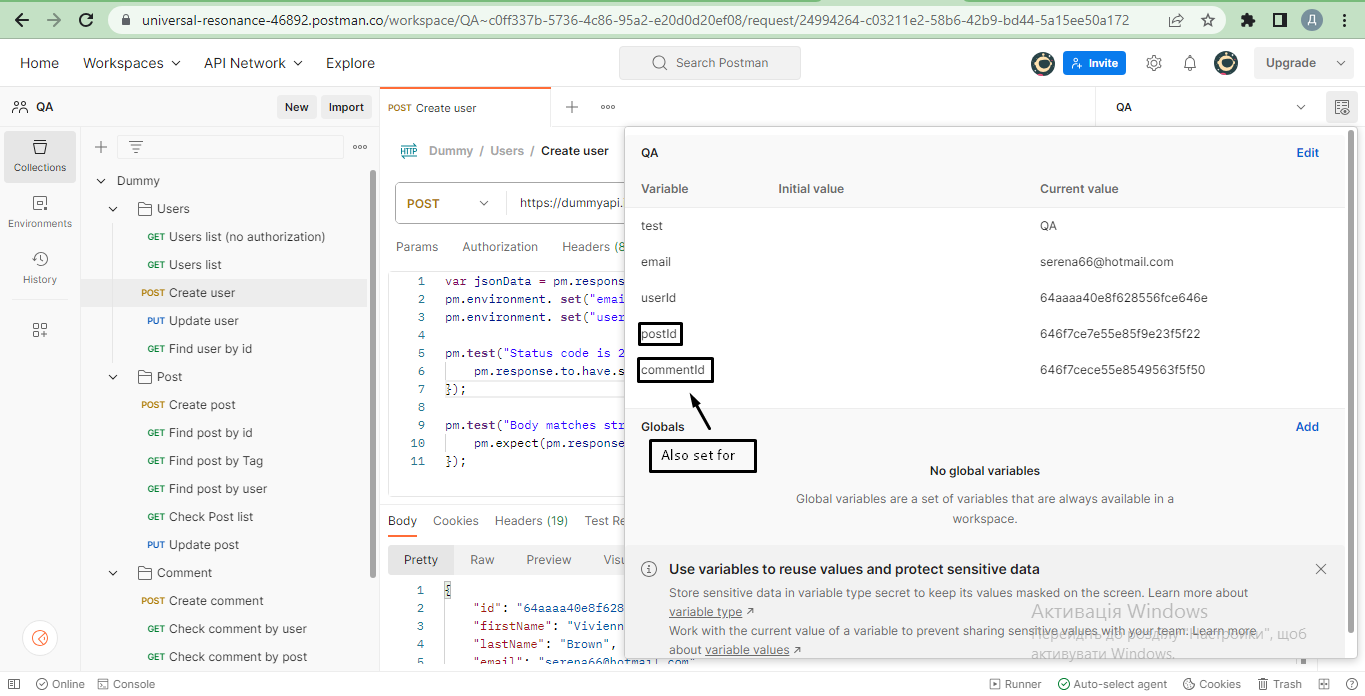 universal-resonance-46892.postman.co/workspace/QA~c0ff337b-5736-4c86-95a2-e20d0d20ef08/request/24994264-c03211e2-58b6-42b9-bd44-5a15ee50a172
Д
Home
Workspaces
API Network
Explore
Search Postman
Invite
Upgrade
QA
New
Import
POST Create user
QA
Collections
Environments
History
Dummy
Users
GET Users list (no authorization)
GET Users list
POST Create user
PUT Update user
GET Find user by id
Post
POST Create post
GET Find post by id
GET Find post by Tag
GET Find post by user
GET Check Post list
PUT Update post
Comment
POST Create comment
GET Check comment by user
GET Check comment by post
HTTP
Dummy / Users / Create user
POST
https://dummyapi.
Params
Authorization
Headers (8
1 var jsonData = pm.respons
2 pm.environment. set("emai
3 pm.environment. set("user
4
5 pm.test("Status code is 2
6 pm.response.to.have.s
7 });
8
9 pm.test("Body matches str
10 pm.expect(pm.response
11 });
Body
Cookies
Headers (19)
Test Re
Pretty
Raw
Preview
Visu
1 {
2 "id": "64aaaa40e8f628
3 "firstName": "Vivienn
4 "lastName": "Brown",
5 "email": "serena66@hotmail.com"
QA
Edit
Variable
Initial value
Current value
test
QA
email
serena66@hotmail.com
userId
64aaaa40e8f628556fce646e
postId
646f7ce7e55e85f9e23f5f22
commentId
646f7cece55e8549563f5f50
Globals
Add
Also set for
No global variables
Global variables are a set of variables that are always available in a
workspace.
Use variables to reuse values and protect sensitive data
Store sensitive data in variable type secret to keep its values masked on the screen. Learn more about
variable type ↗
Work with the current value of a variable to prevent sharing sensitive values with your team. Learn more
about variable values ↗
Активація Windows
Перейдіть до розділу "Настройки", щоб
активувати Windows.
Online
Console
Runner
Auto-select agent
Cookies
Trash